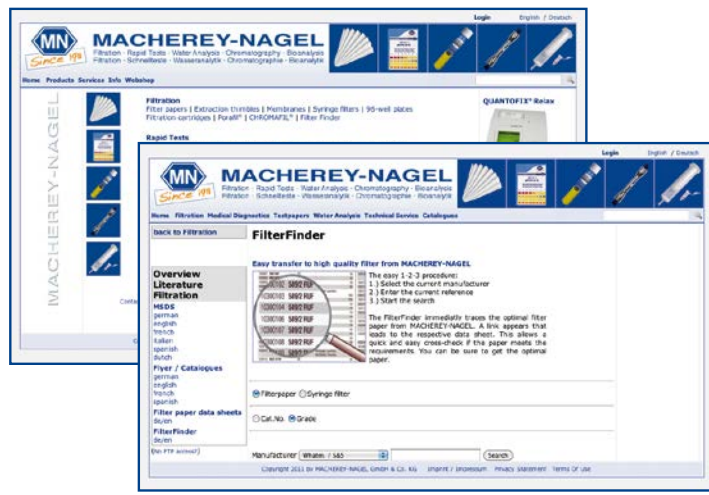 Login English / Deutsch
MN
Since 1911
MACHEREY-NAGEL
Filtration · Rapid Tests · Water Analysis · Chromatography · Bioanalysis
Filtration · Schnellteste · Wasseranalytik · Chromatographie · Bioanalytik
Home Products Services Info Webshop
MACHEREY-NAGEL
Filtration
Filter papers | Extraction thimbles | Membranes | Syringe filters | 96-well plates
Filtration-cartridges | Porafil® | CHROMAFIL® | Filter Finder
Rapid Tests
QUANTOFIX® Relax
Login English / Deutsch
MN
Since 1911
MACHEREY-NAGEL
Filtration · Rapid Tests · Water Analysis · Chromatography · Bioanalysis
Filtration · Schnellteste · Wasseranalytik · Chromatographie · Bioanalytik
Home Filtration Medical Diagnostics Testpapers Water Analysis Technical Service Catalogues
back to Filtration
Overview
Literature
Filtration
MSDS
german
english
french
italian
spanish
dutch
Flyer / Catalogues
german
english
french
spanish
Filter paper data sheets
de/en
FilterFinder
de/en
(No FTP access!)
FilterFinder
Easy transfer to high quality filter from MACHEREY-NAGEL
The easy 1-2-3 procedure:
1.) Select the current manufacturer
2.) Enter the current reference
3.) Start the search
The FilterFinder immediatly traces the optimal filter
paper from MACHEREY-NAGEL. A link appears that
leads to the respective data sheet. This allows a
quick and easy cross-check if the paper meets the
requirements. You can be sure to get the optimal
paper.
Filterpaper Syringe filter
Cat.No. Grade
Manufacturer Whatm. / S&S Search
Copyright 2011 by MACHEREY-NAGEL GmbH & Co. KG Imprint / Impressum Privacy Statement Terms Of Use